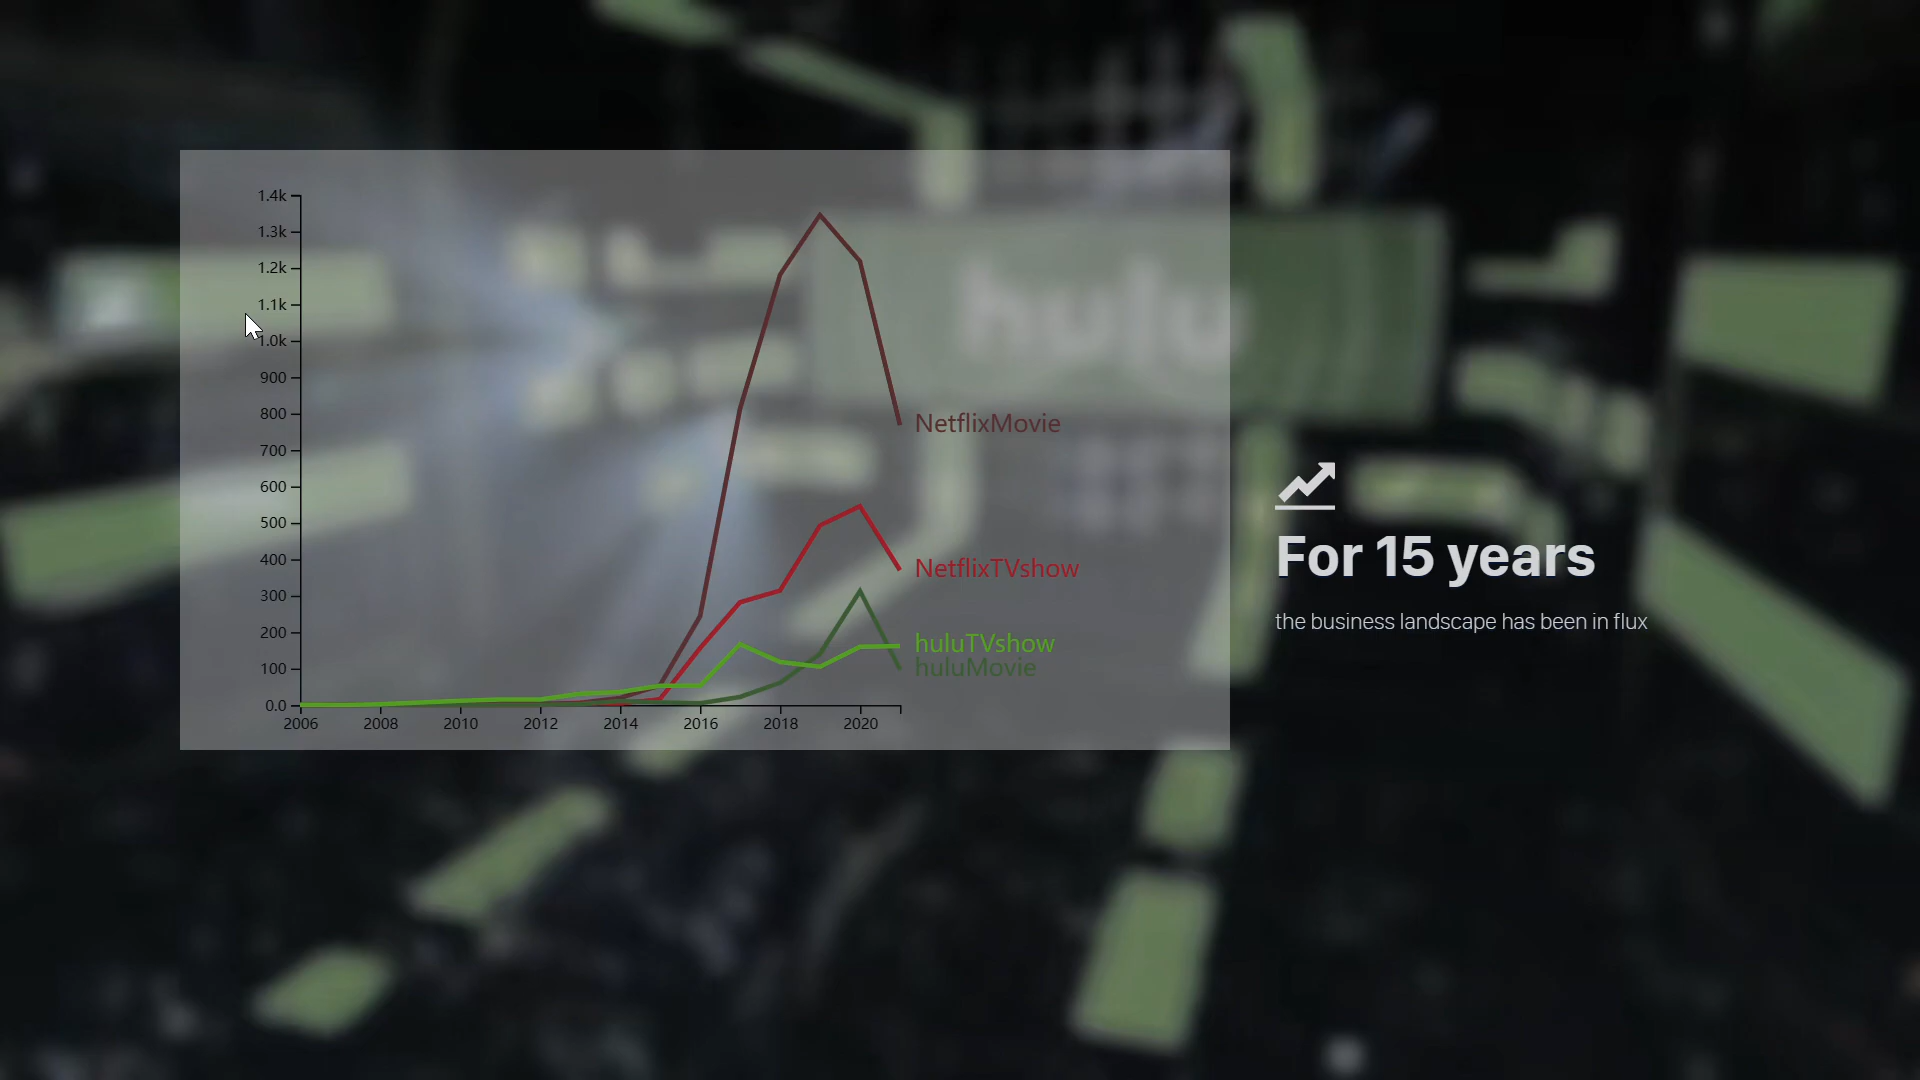 hulu
1.4k
1.3k
1.2k
1.1k
1.0k
900
800
700
600
500
400
300
200
100
0.0
2006 2008 2010 2012 2014 2016 2018 2020
NetflixMovie
NetflixTVshow
huluTVshow
huluMovie
For 15 years
the business landscape has been in flux